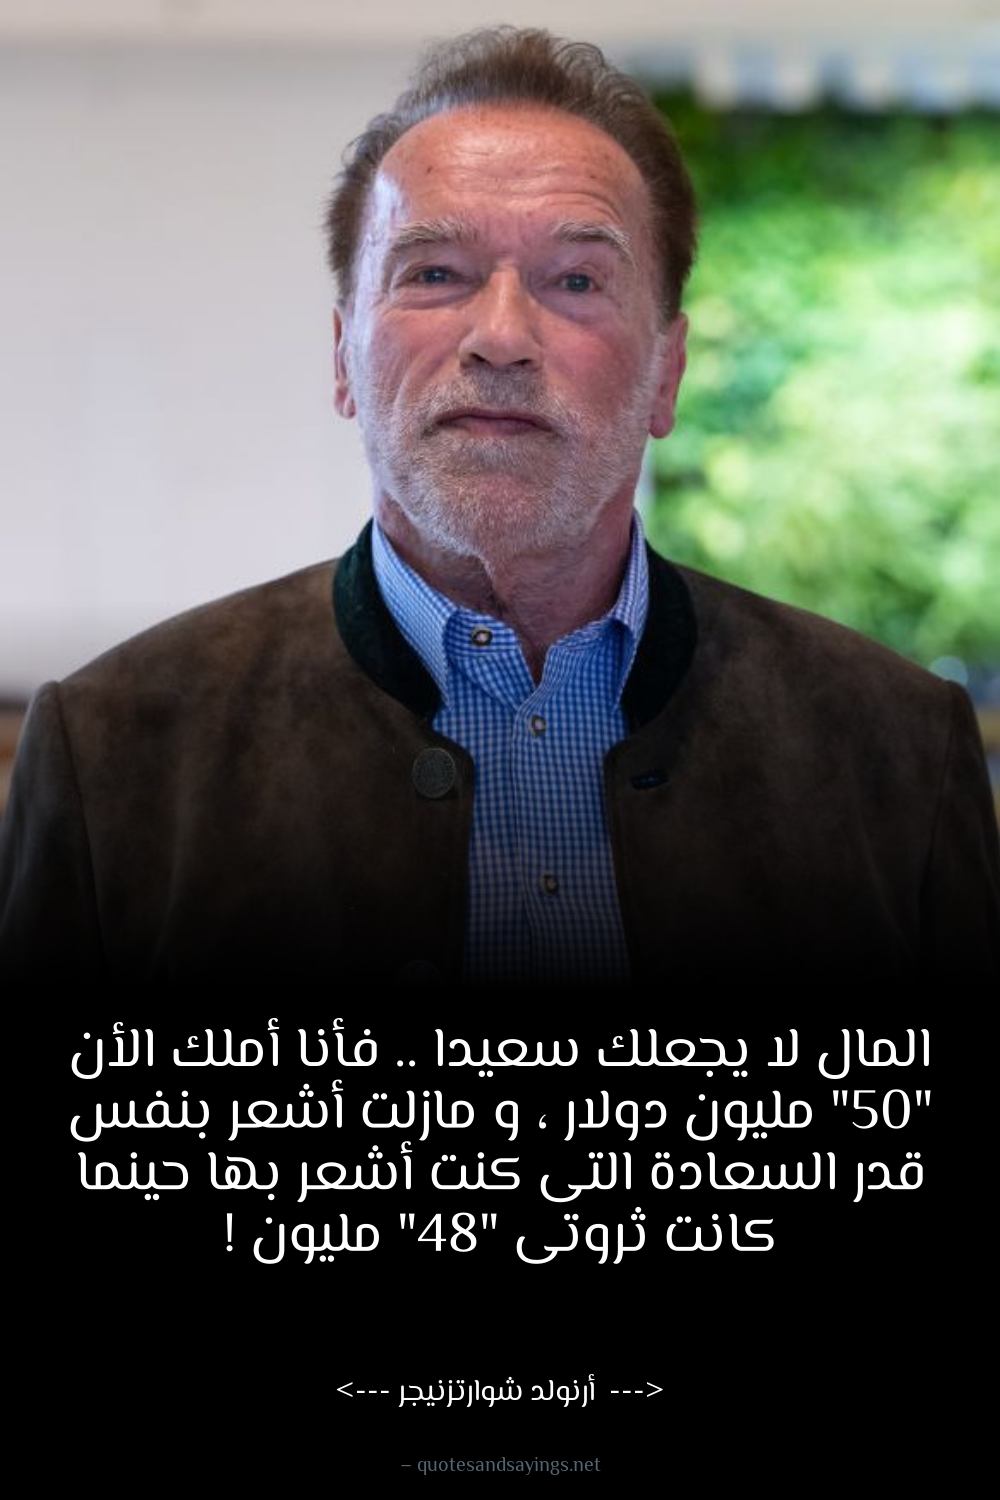 المال لا يجعلك سعيدا .. فأنا أملك الأن
"50" مليون دولار ، و مازلت أشعر بنفس
قدر السعادة التى كنت أشعر بها حينما
كانت ثروتى "48" مليون !
<--- أرنولد شوارتزنيجر --->
– quotesandsayings.net